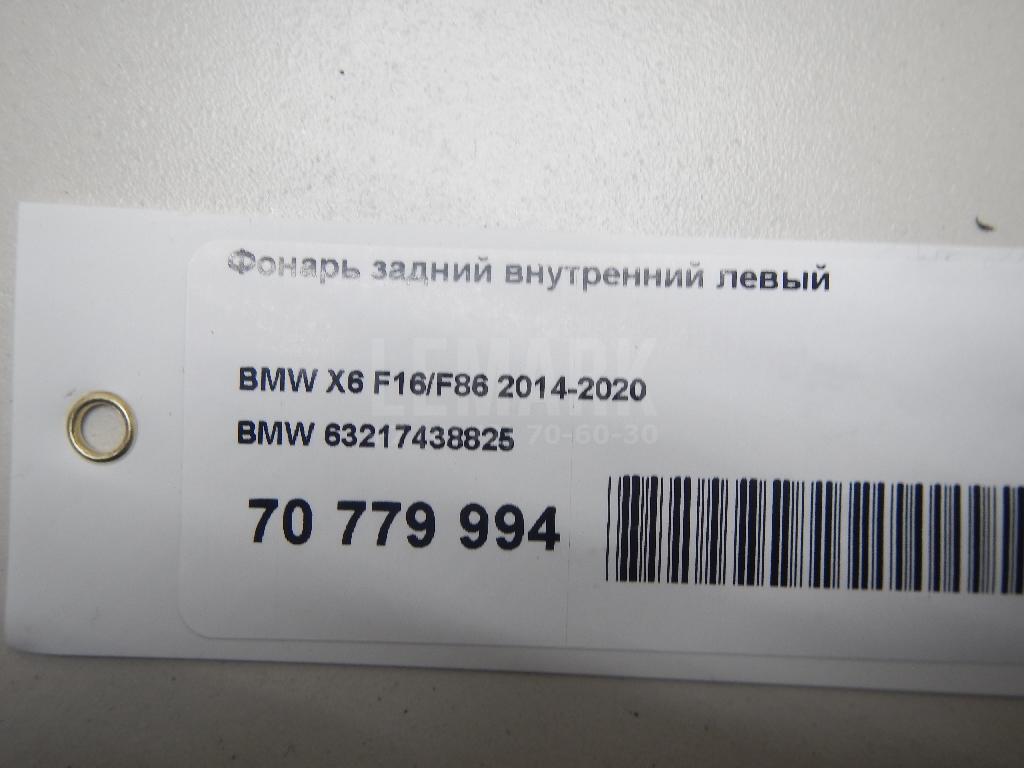 Фонарь задний внутренний левый
LEMARK
BMW X6 F16/F86 2014-2020
BMW 63217438825
70-60-30
70 779 994